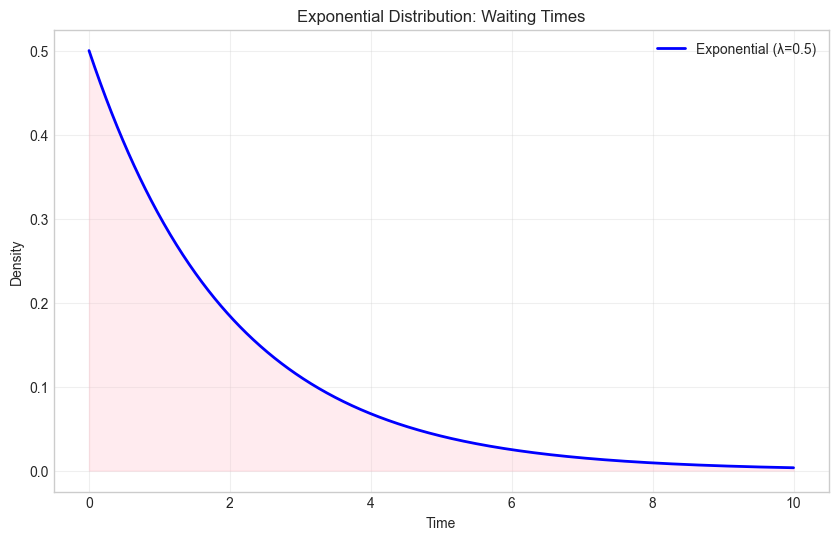 Exponential Distribution: Waiting Times
Exponential (λ=0.5)
Density
0.5
0.4
0.3
0.2
0.1
0.0
0 2 4 6 8 10
Time